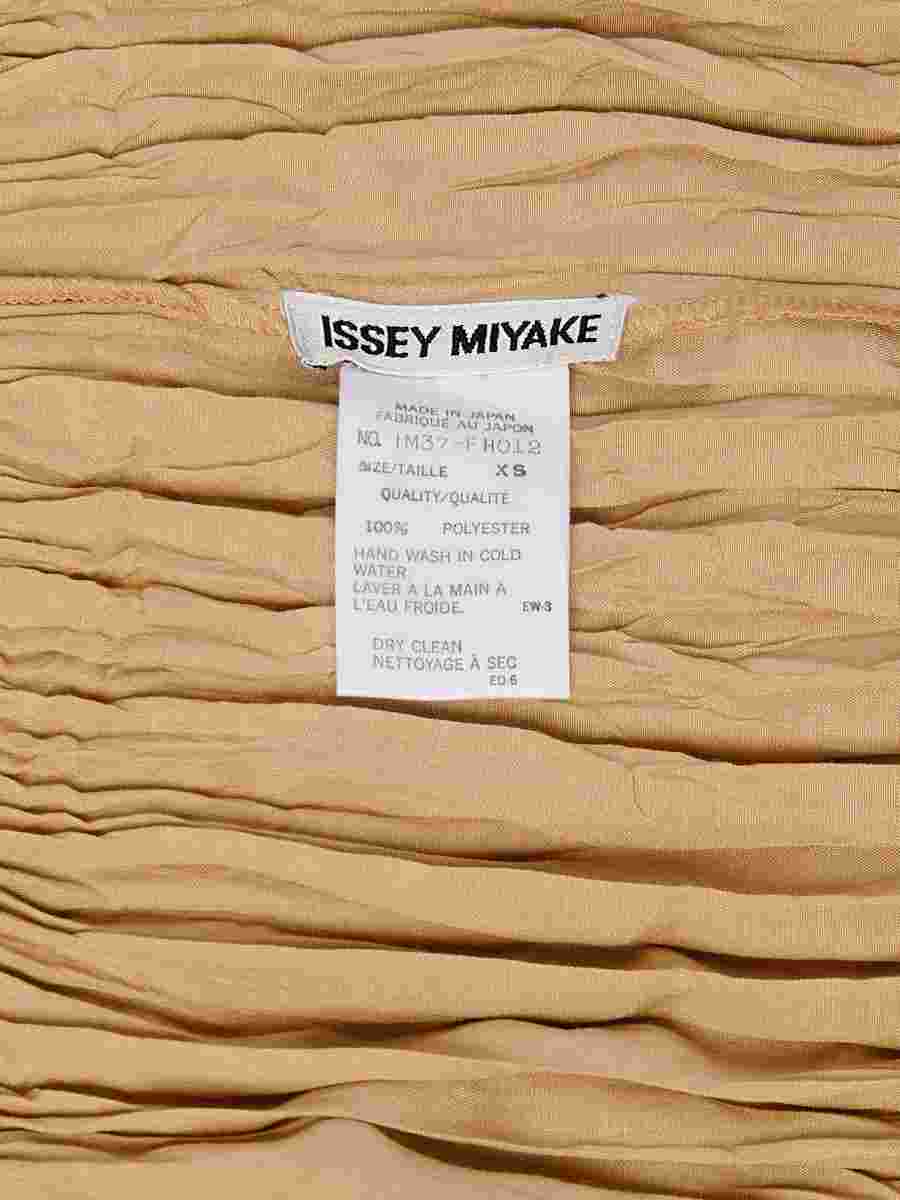 ISSEY MIYAKE
MADE IN JAPAN
FABRIQUE AU JAPON
NO. IM37-FH012
SIZE/TAILLE XS
QUALITY/QUALITÉ
100% POLYESTER
HAND WASH IN COLD
WATER.
LAVER A LA MAIN À
L'EAU FROIDE. EW-3
DRY CLEAN
NETTOYAGE À SEC
ED-6